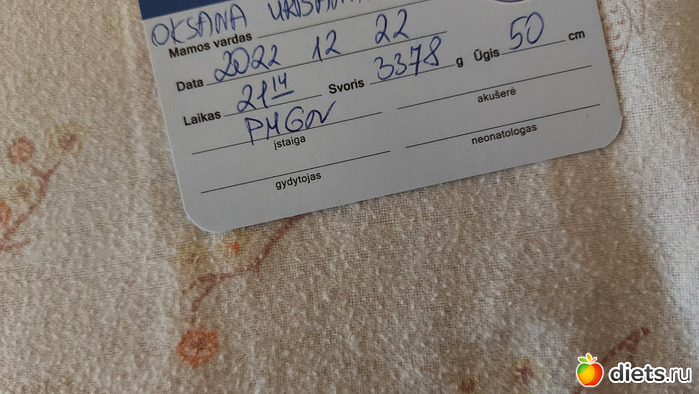 OKSANA
Mamos vardas
Data 2022 12 22
Laikas 21 14 Svoris 3378 g Ūgis 50 cm
PMGN
įstaiga akušerė
gydytojas neonatologas
diets.ru